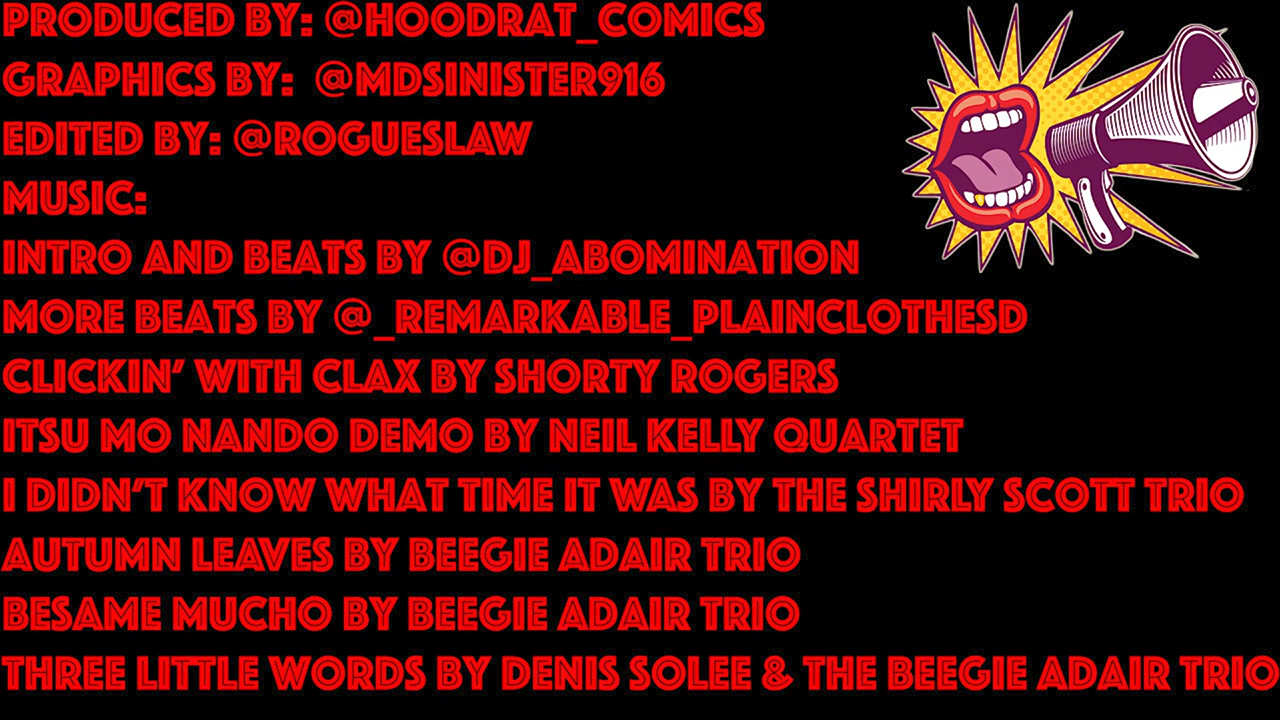 PRODUCED BY: @HOODRAT_COMICS
GRAPHICS BY: @MDSINISTER916
EDITED BY: @ROGUESLAW
MUSIC:
INTRO AND BEATS BY @DJ_ABOMINATION
MORE BEATS BY @_REMARKABLE_PLAINCLOTHESD
CLICKIN' WITH CLAX BY SHORTY ROGERS
ITSU MO NANDO DEMO BY NEIL KELLY QUARTET
I DIDN'T KNOW WHAT TIME IT WAS BY THE SHIRLY SCOTT TRIO
AUTUMN LEAVES BY BEEGIE ADAIR TRIO
BESAME MUCHO BY BEEGIE ADAIR TRIO
THREE LITTLE WORDS BY DENIS SOLEE & THE BEEGIE ADAIR TRIO